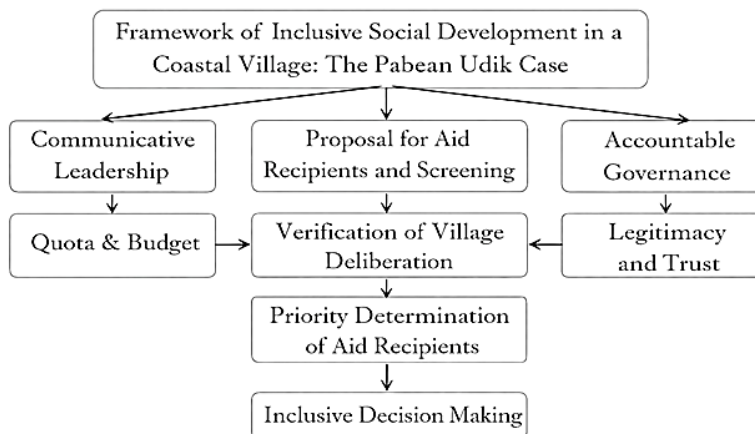 Framework of Inclusive Social Development in a
Coastal Village: The Pabean Udik Case
Communicative
Leadership
Proposal for Aid
Recipients and Screening
Accountable
Governance
Quota & Budget
Verification of Village
Deliberation
Legitimacy
and Trust
Priority Determination
of Aid Recipients
Inclusive Decision Making